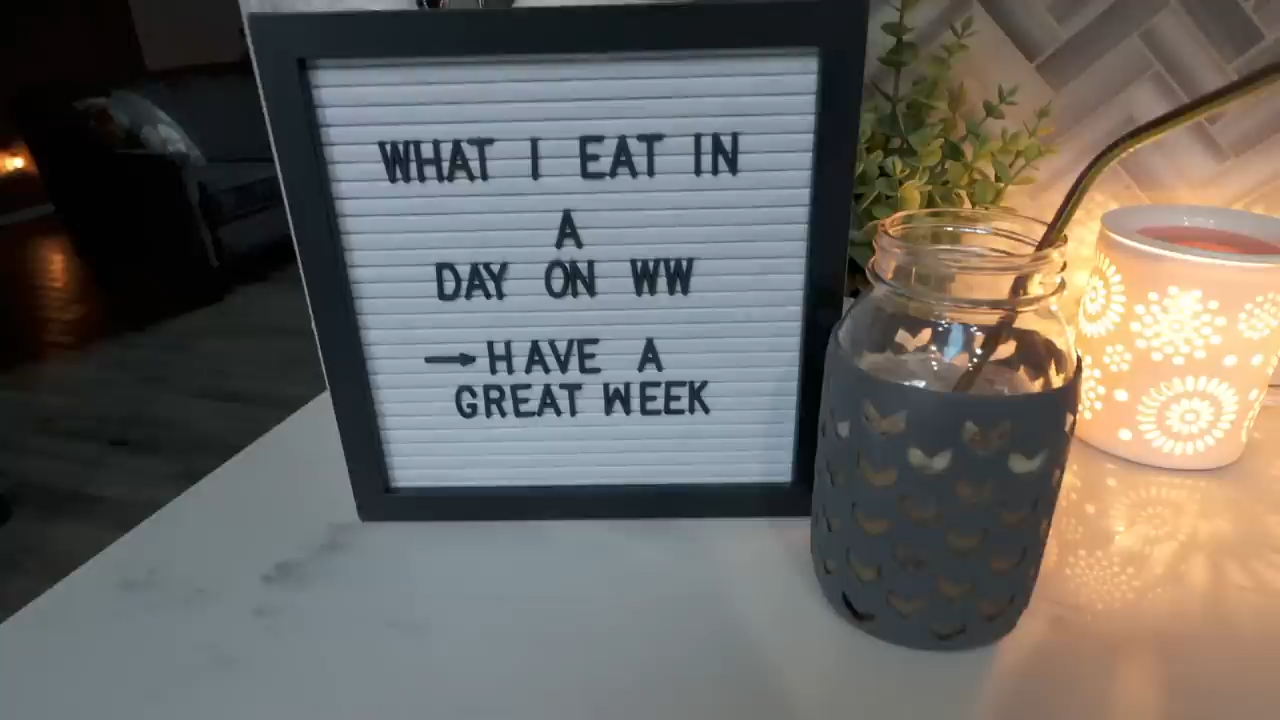 WHAT I EAT IN
A
DAY ON WW
→HAVE A
GREAT WEEK